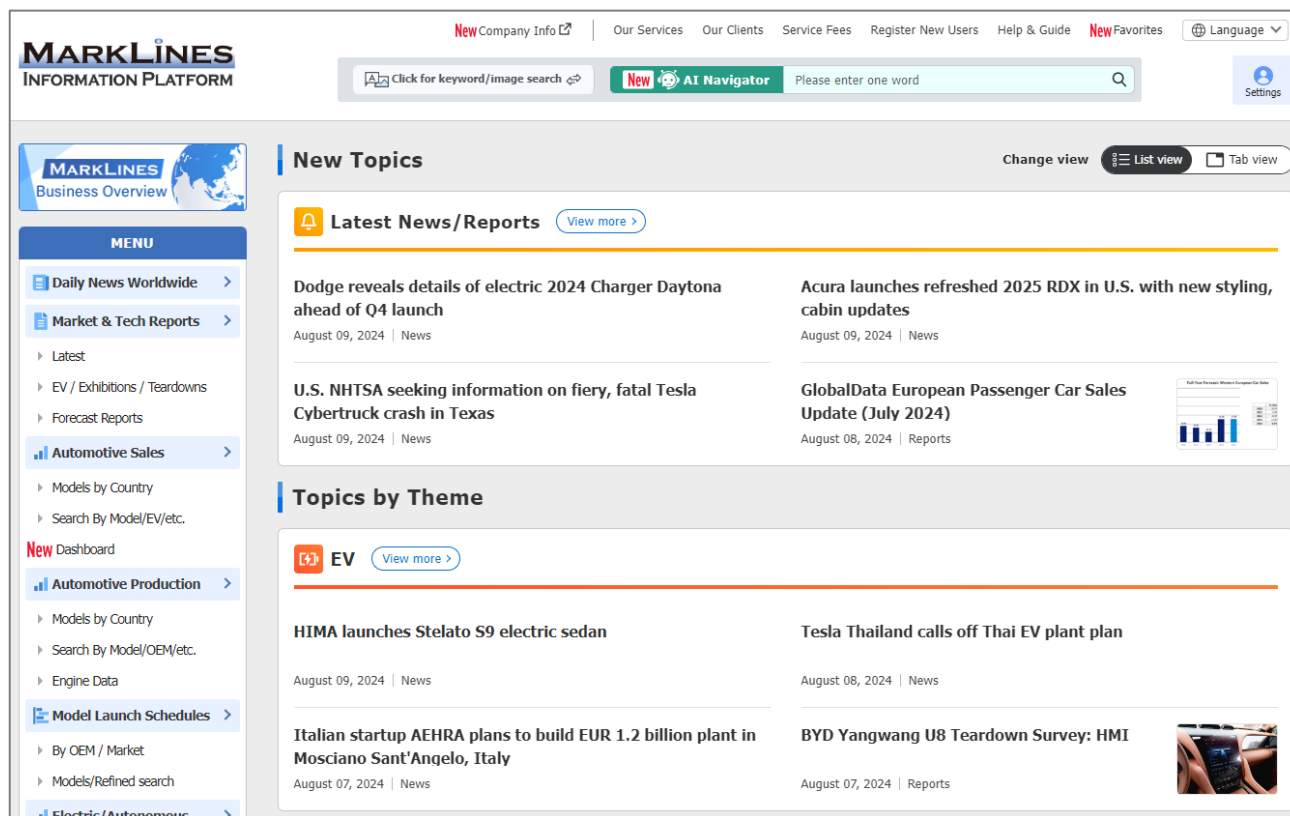 New Company Info
Our Services
Our Clients
Service Fees
Register New Users
Help & Guide
New Favorites
Language
MARKLINES
INFORMATION PLATFORM
Click for keyword/image search
New AI Navigator
Please enter one word
Settings
MARKLINES
Business Overview
MENU
Daily News Worldwide
Market & Tech Reports
Latest
EV / Exhibitions / Teardowns
Forecast Reports
Automotive Sales
Models by Country
Search By Model/EV/etc.
New Dashboard
Automotive Production
Models by Country
Search By Model/OEM/etc.
Engine Data
Model Launch Schedules
By OEM / Market
Models/Refined search
Electric/Autonomous
New Topics
Change view
List view
Tab view
Latest News/Reports
View more >
Dodge reveals details of electric 2024 Charger Daytona
ahead of Q4 launch
August 09, 2024 | News
Acura launches refreshed 2025 RDX in U.S. with new styling,
cabin updates
August 09, 2024 | News
U.S. NHTSA seeking information on fiery, fatal Tesla
Cybertruck crash in Texas
August 09, 2024 | News
GlobalData European Passenger Car Sales
Update (July 2024)
August 08, 2024 | Reports
Topics by Theme
EV
View more >
HIMA launches Stelato S9 electric sedan
August 09, 2024 | News
Tesla Thailand calls off Thai EV plant plan
August 08, 2024 | News
Italian startup AEHRA plans to build EUR 1.2 billion plant in
Mosciano Sant'Angelo, Italy
August 07, 2024 | News
BYD Yangwang U8 Teardown Survey: HMI
August 07, 2024 | Reports